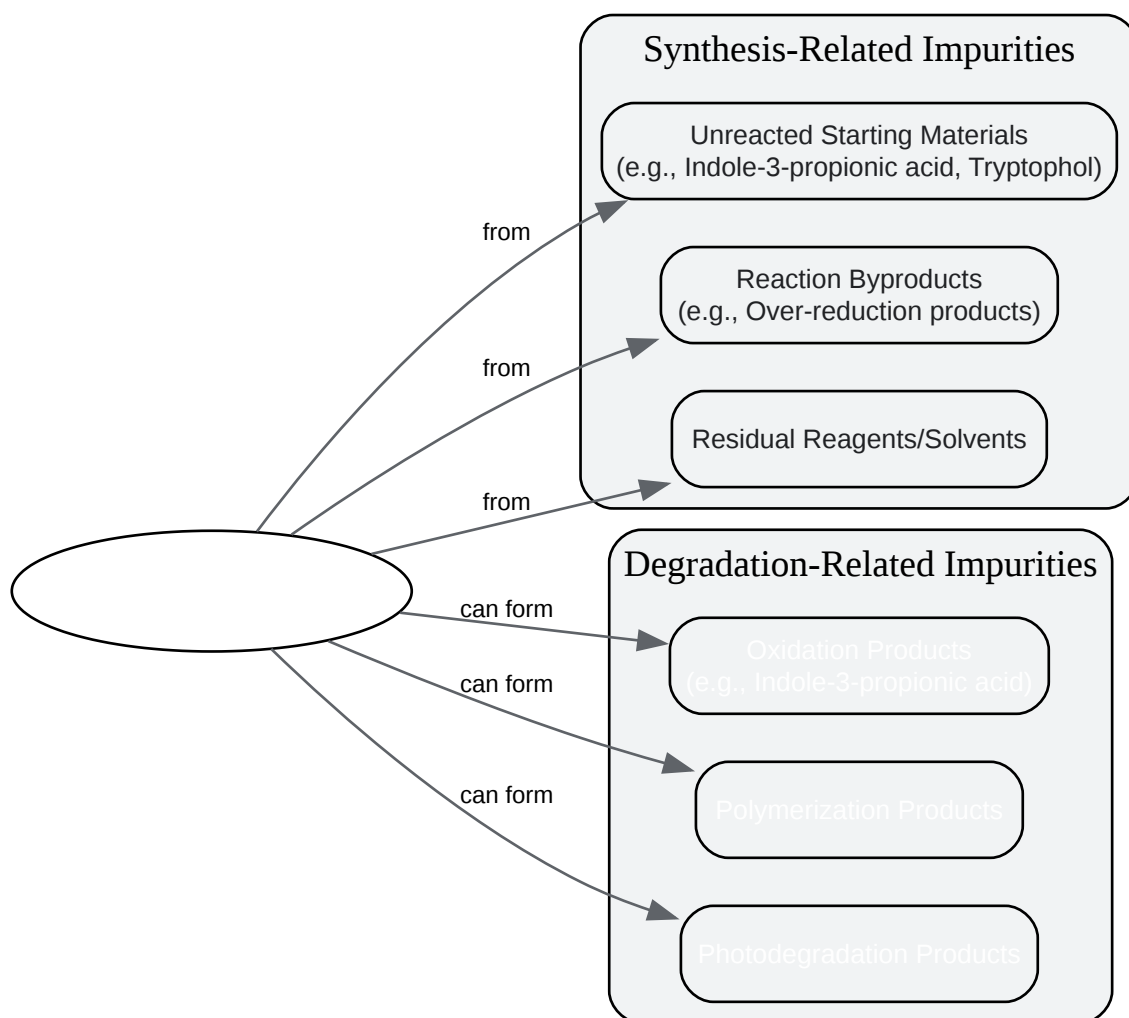 Synthesis-Related Impurities
Unreacted Starting Materials
(e.g., Indole-3-propionic acid, Tryptophol)
from
Reaction Byproducts
(e.g., Over-reduction products)
from
Residual Reagents/Solvents
from
Degradation-Related Impurities
can form
Oxidation Products
(e.g., Indole-3-propionic acid)
can form
Polymerization Products
can form
Photodegradation Products